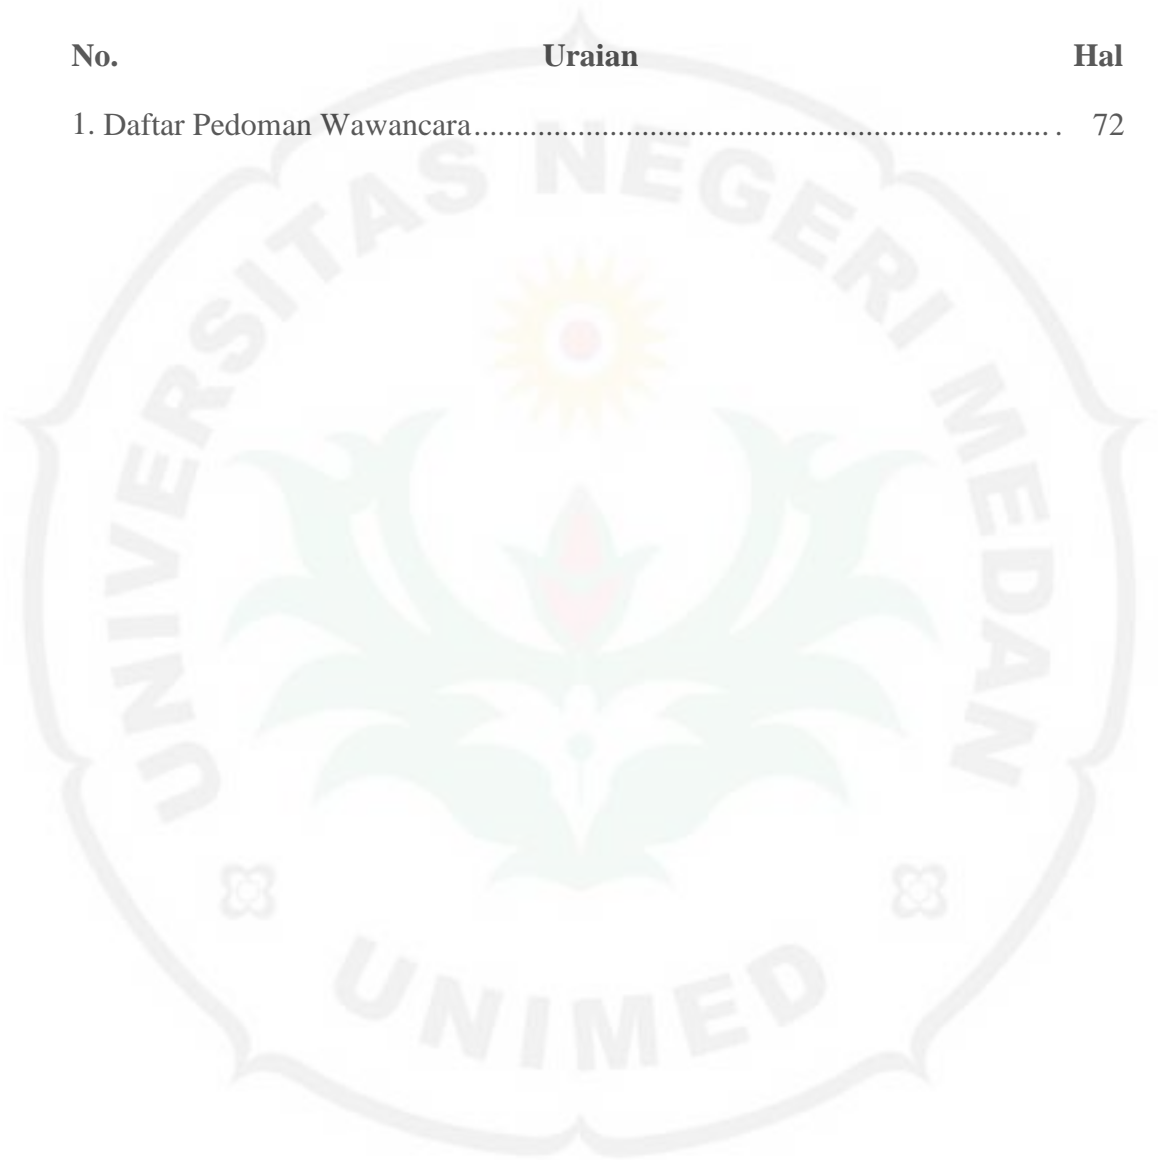 No. Uraian Hal
1. Daftar Pedoman Wawancara.............................................................. . 72
UNIVERSITAS NEGERI MEDAN
UNIMED